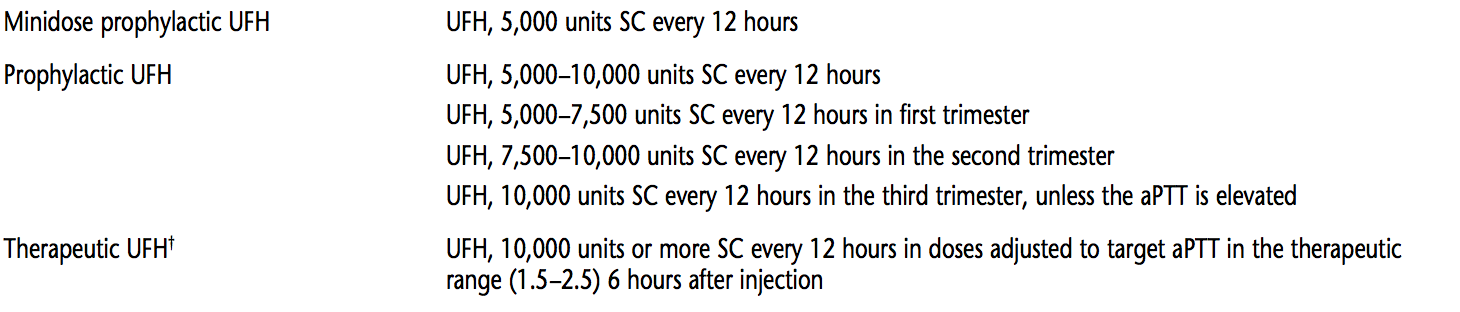 Minidose prophylactic UFH UFH, 5,000 units SC every 12 hours
Prophylactic UFH UFH, 5,000–10,000 units SC every 12 hours
UFH, 5,000–7,500 units SC every 12 hours in first trimester
UFH, 7,500–10,000 units SC every 12 hours in the second trimester
UFH, 10,000 units SC every 12 hours in the third trimester, unless the aPTT is elevated
Therapeutic UFH† UFH, 10,000 units or more SC every 12 hours in doses adjusted to target aPTT in the therapeutic
range (1.5–2.5) 6 hours after injection